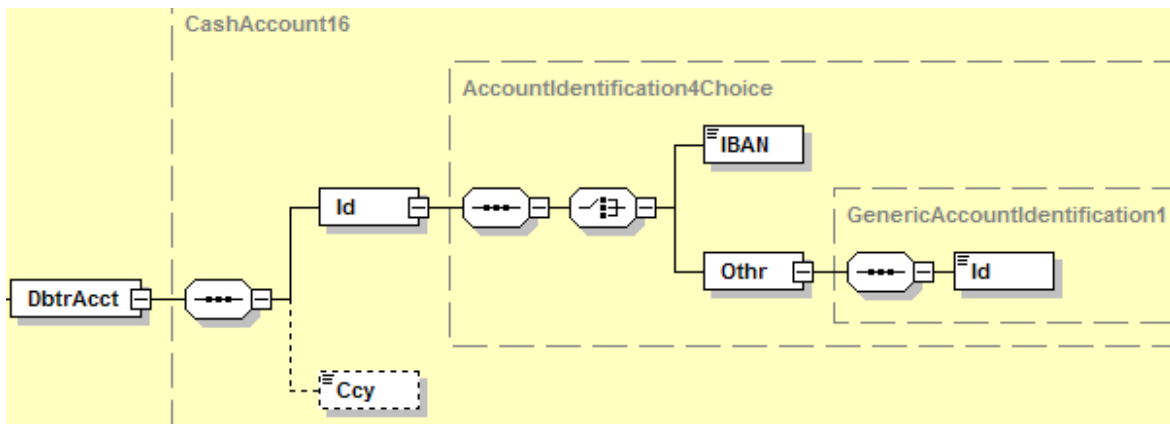 CashAccount16
AccountIdentification4Choice
IBAN
Id
GenericAccountIdentification1
Othr
Id
DbtrAcct
Ccy